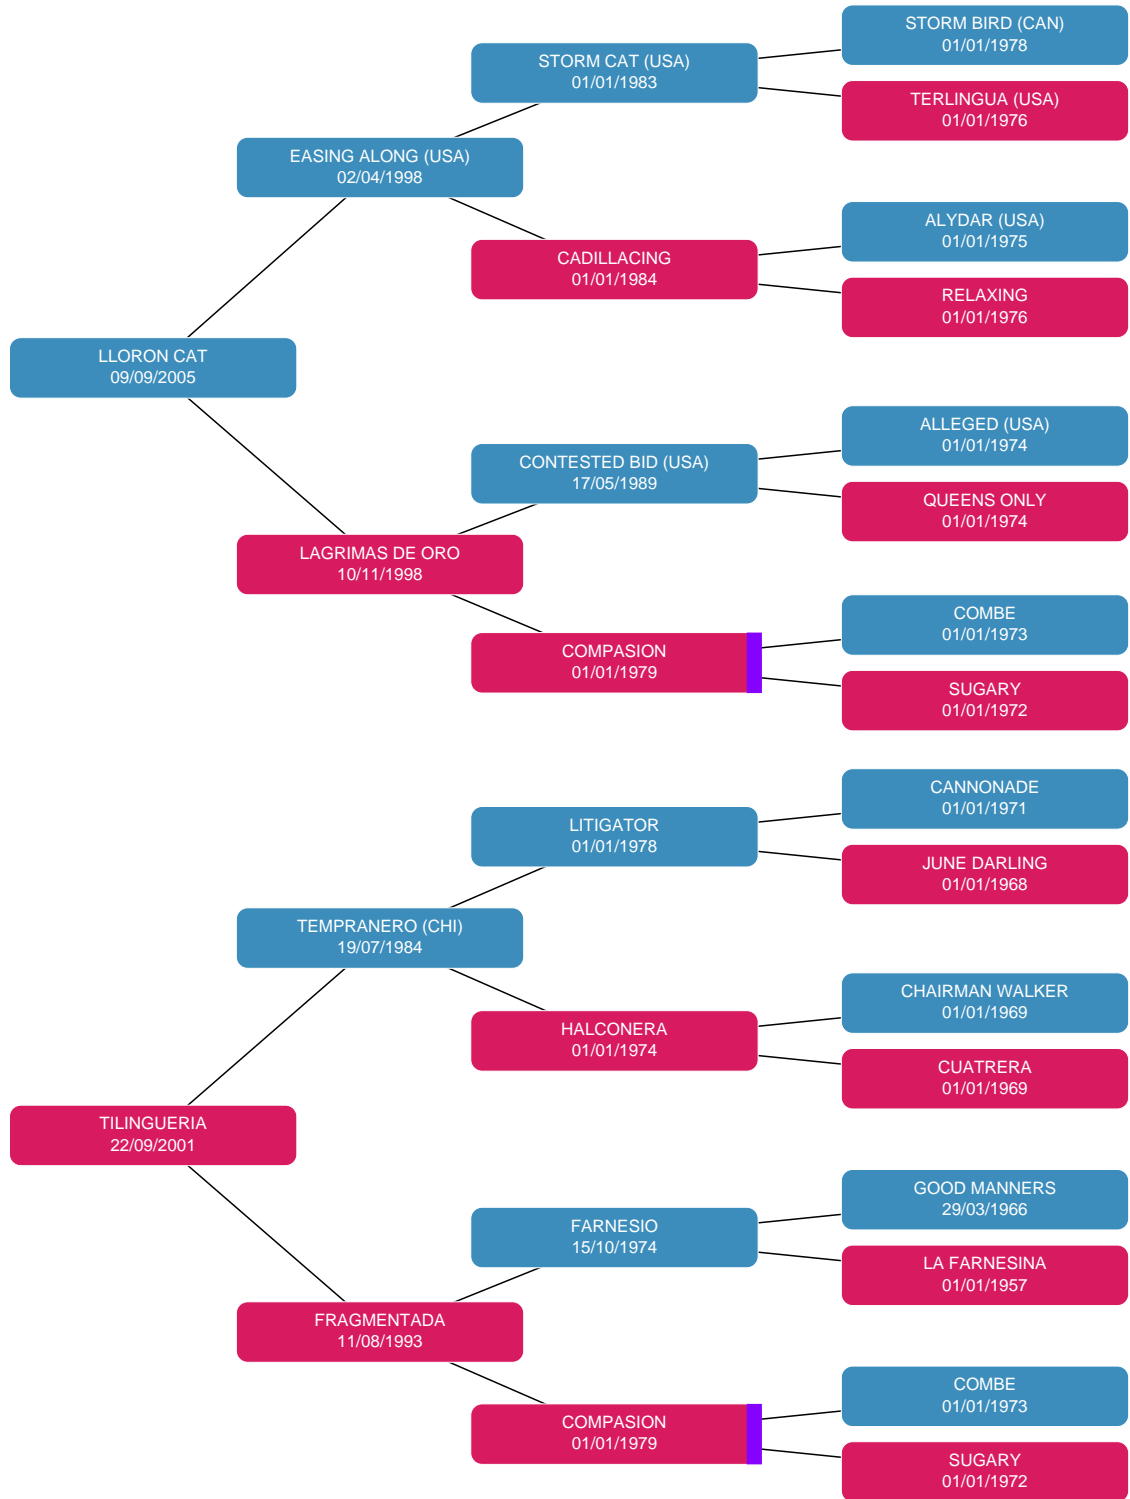 STORM BIRD (CAN)
01/01/1978
STORM CAT (USA)
01/01/1983
TERLINGUA (USA)
01/01/1976
EASING ALONG (USA)
02/04/1998
ALYDAR (USA)
01/01/1975
CADILLACING
01/01/1984
RELAXING
01/01/1976
LLORON CAT
09/09/2005
ALLEGED (USA)
01/01/1974
CONTESTED BID (USA)
17/05/1989
QUEENS ONLY
01/01/1974
LAGRIMAS DE ORO
10/11/1998
COMBE
01/01/1973
COMPASION
01/01/1979
SUGARY
01/01/1972
CANNONADE
01/01/1971
LITIGATOR
01/01/1978
JUNE DARLING
01/01/1968
TEMPRANERO (CHI)
19/07/1984
CHAIRMAN WALKER
01/01/1969
HALCONERA
01/01/1974
CUATRERA
01/01/1969
TILINGUERIA
22/09/2001
GOOD MANNERS
29/03/1966
FARNESIO
15/10/1974
LA FARNESINA
01/01/1957
FRAGMENTADA
11/08/1993
COMBE
01/01/1973
COMPASION
01/01/1979
SUGARY
01/01/1972